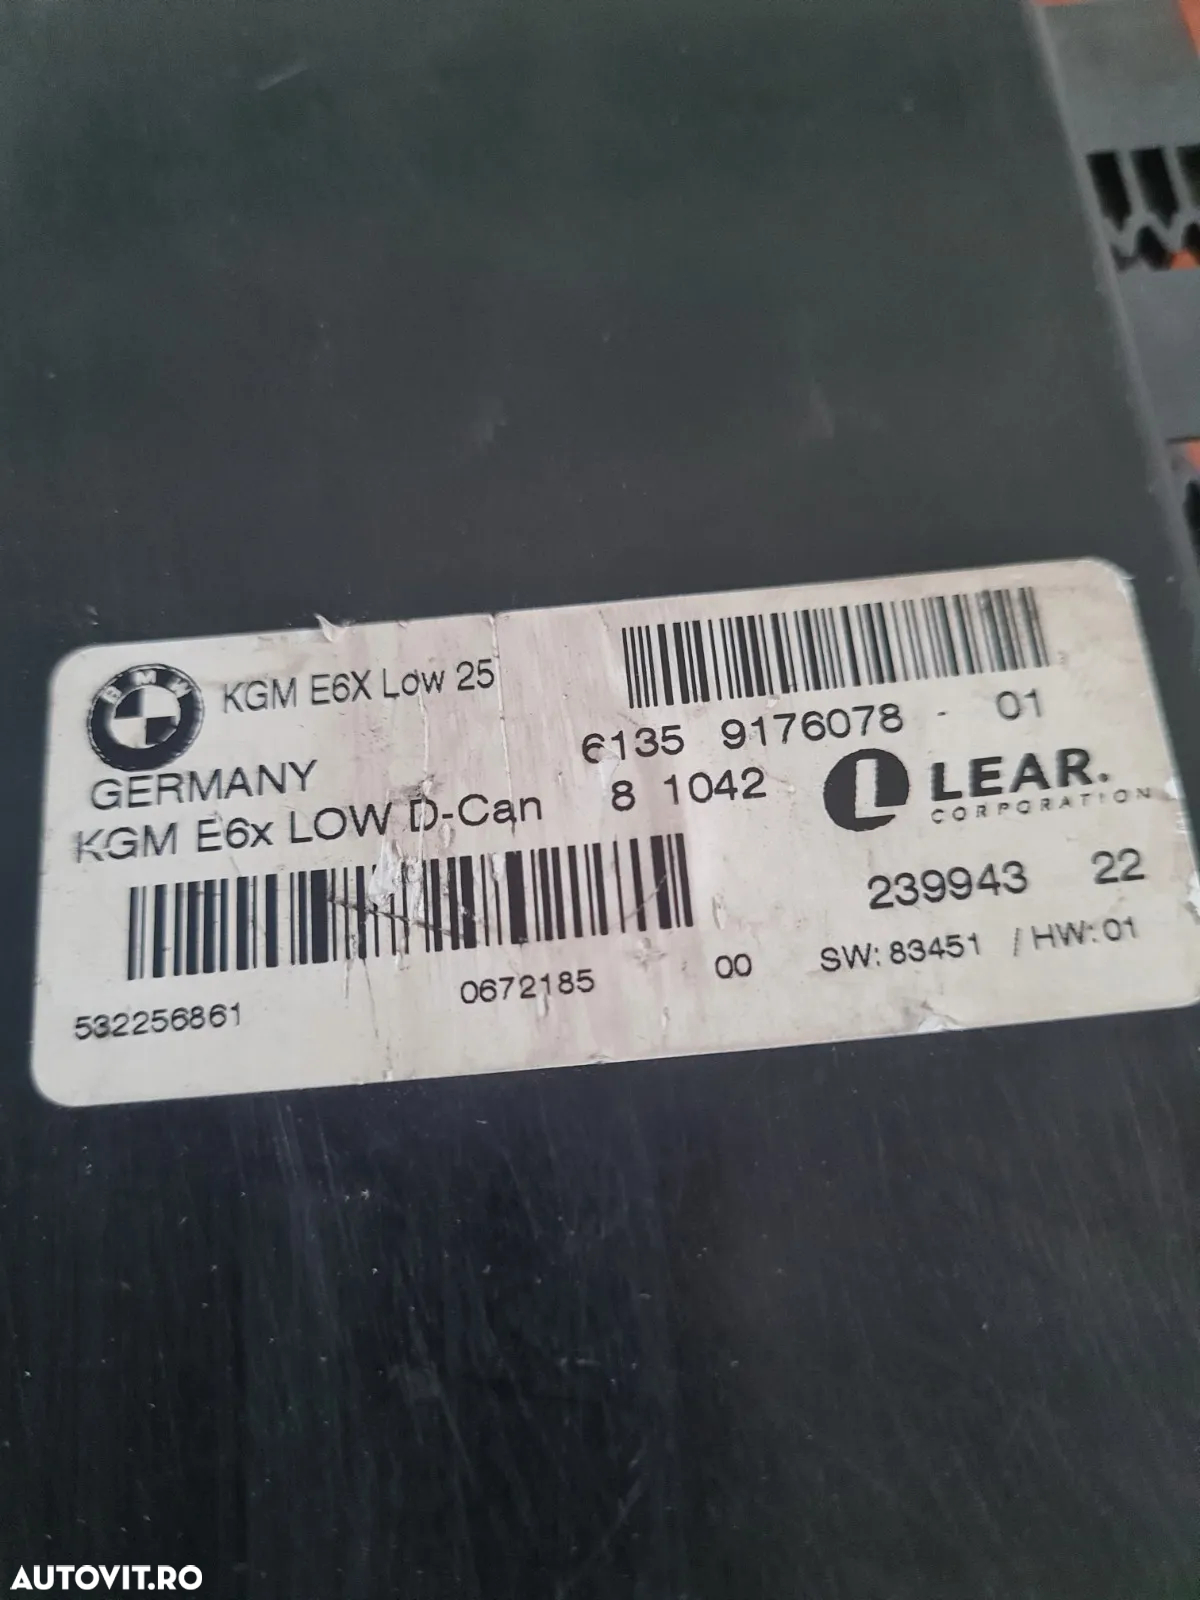 BMW
KGM E6X Low 25
6135 9176078 - 01
GERMANY
8 1042
LEAR.
CORPORATION
KGM E6x LOW D-Can
239943 22
532256861
0672185
00
SW: 83451 / HW: 01
AUTOVIT.RO